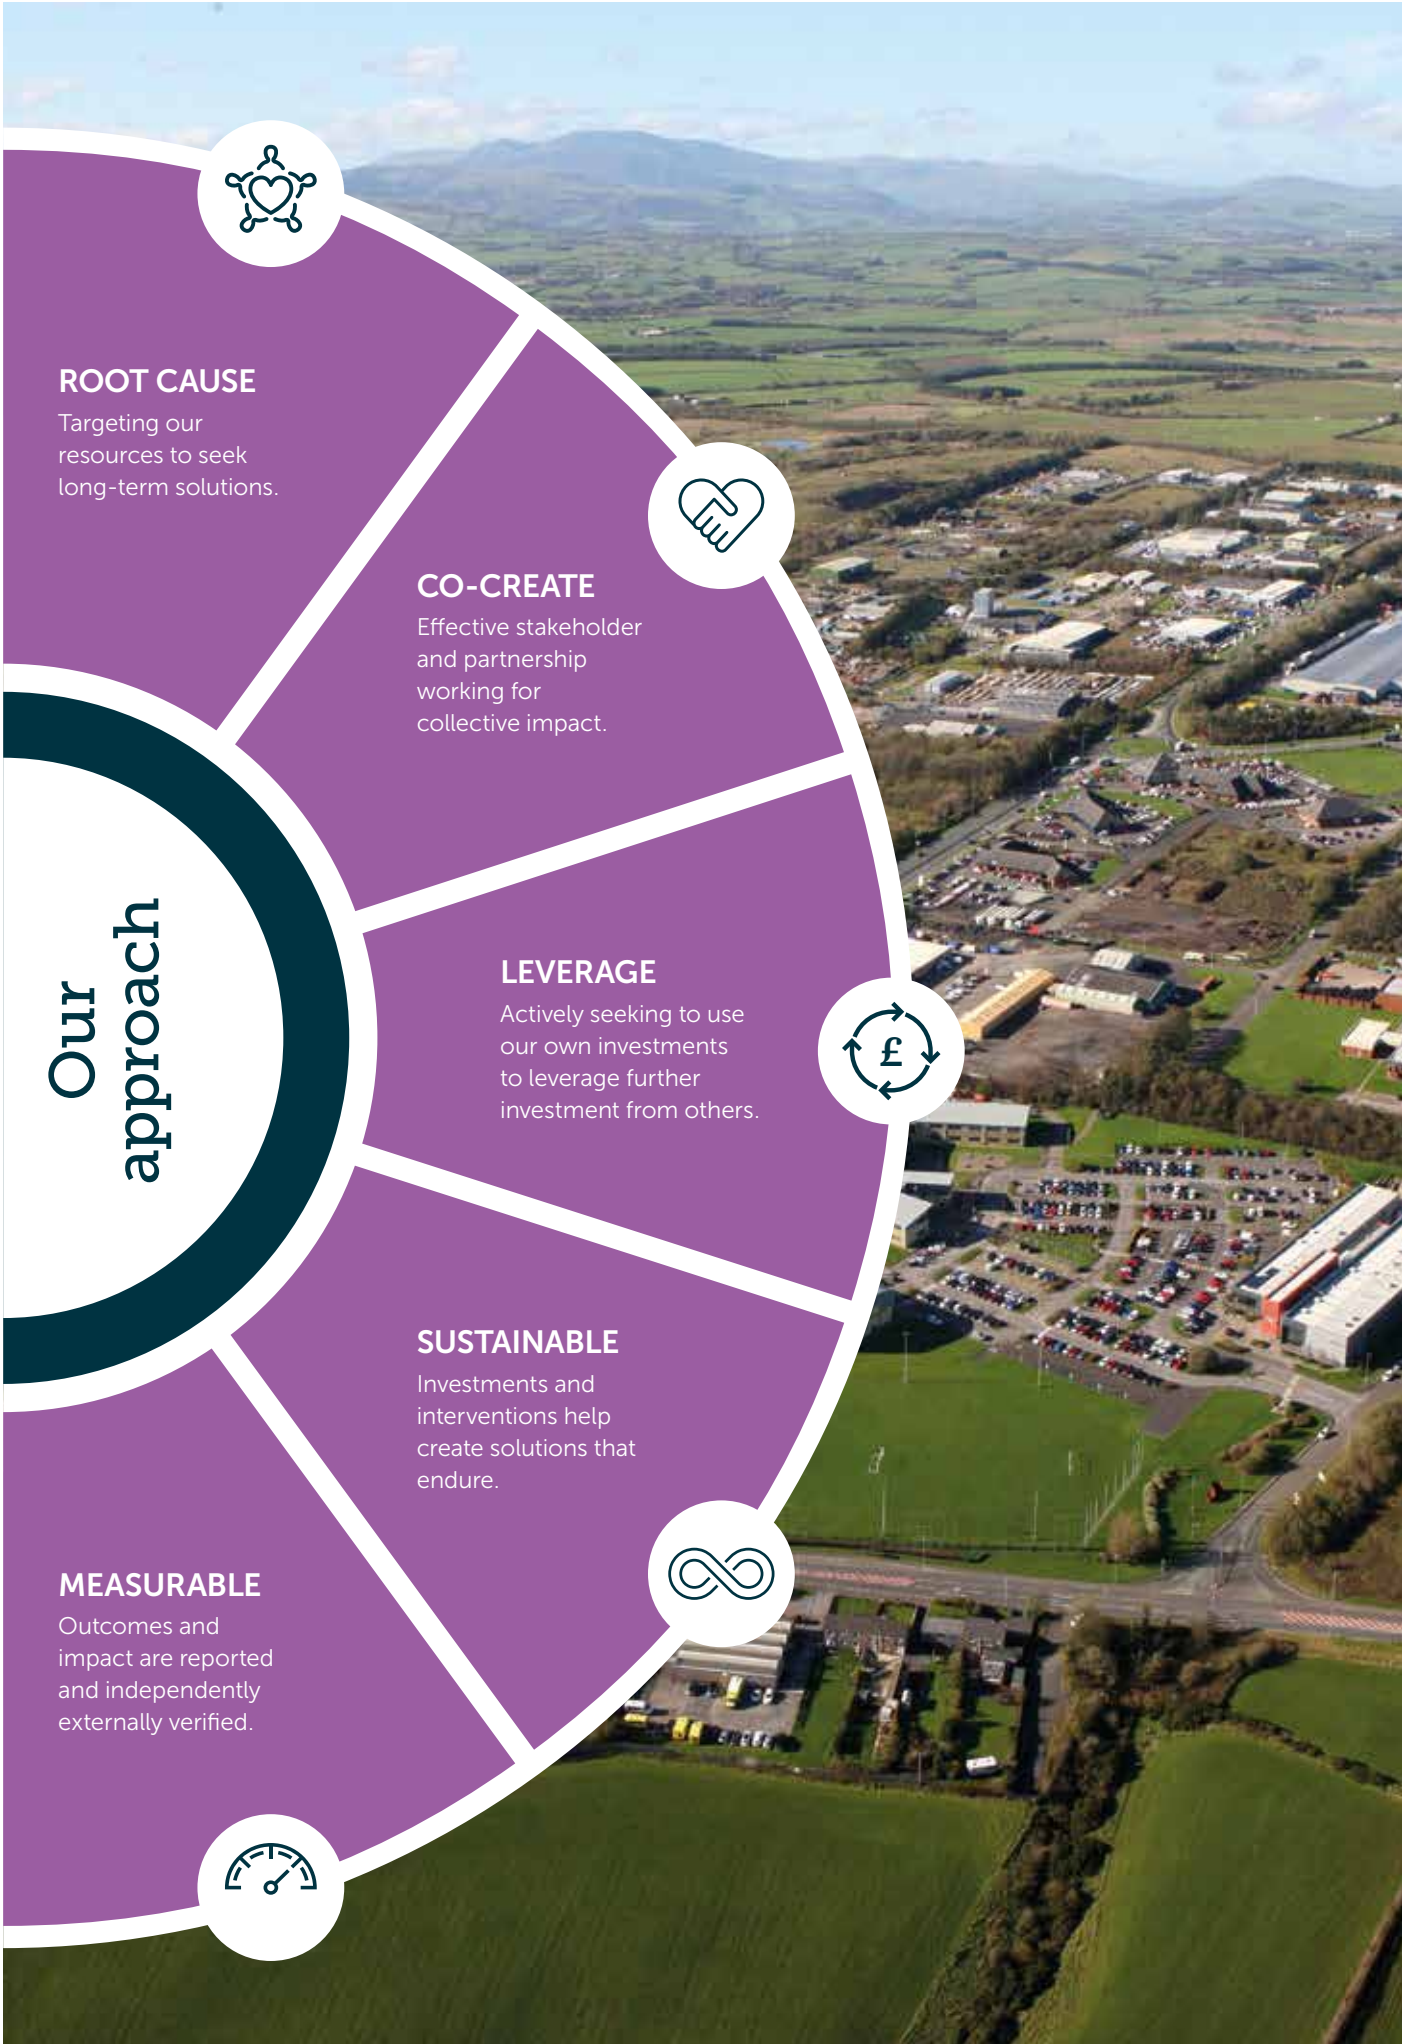 ROOT CAUSE
Targeting our
resources to seek
long-term solutions.
CO-CREATE
Effective stakeholder
and partnership
working for
collective impact.
Our
approach
LEVERAGE
Actively seeking to use
our own investments
to leverage further
investment from others.
£
SUSTAINABLE
Investments and
interventions help
create solutions that
endure.
MEASURABLE
Outcomes and
impact are reported
and independently
externally verified.